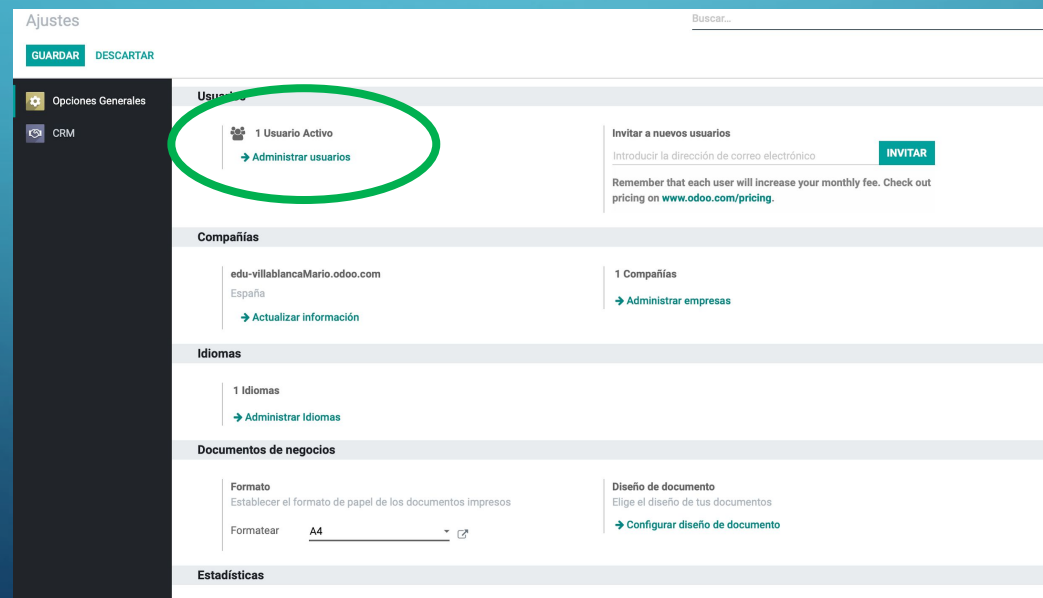 Ajustes
Buscar...
GUARDAR DESCARTAR
Opciones Generales
CRM
Usuarios
1 Usuario Activo
Administrar usuarios
Invitar a nuevos usuarios
Introducir la dirección de correo electrónico
INVITAR
Remember that each user will increase your monthly fee. Check out
pricing on www.odoo.com/pricing.
Compañías
edu-villablancaMario.odoo.com
España
Actualizar información
1 Compañías
Administrar empresas
Idiomas
1 Idiomas
Administrar Idiomas
Documentos de negocios
Formato
Establecer el formato de papel de los documentos impresos
Formatear A4
Diseño de documento
Elige el diseño de tus documentos
Configurar diseño de documento
Estadísticas